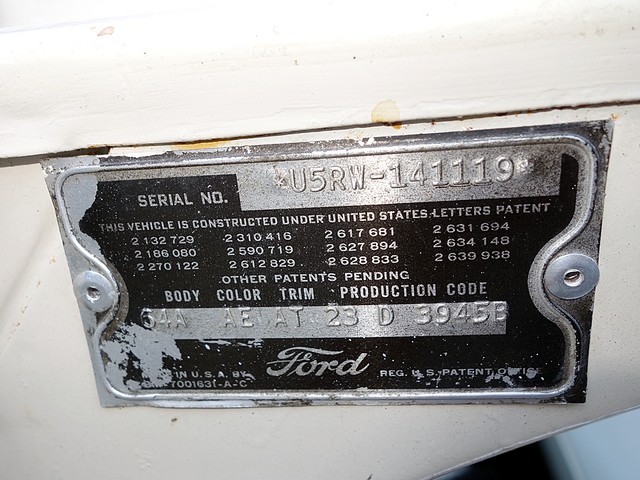 SERIAL NO. *U5RW-141119*
THIS VEHICLE IS CONSTRUCTED UNDER UNITED STATES LETTERS PATENT
2 132 729 2 310 416 2 617 681 2 631 694
2 186 080 2 590 719 2 627 894 2 634 148
2 270 122 2 612 829 2 628 833 2 639 938
OTHER PATENTS PENDING
BODY COLOR TRIM PRODUCTION CODE
64A AE AT 23 D 3945B
IN U.S.A. BY Ford REG. U.S. PATENT OFFICE
7001631-A-C